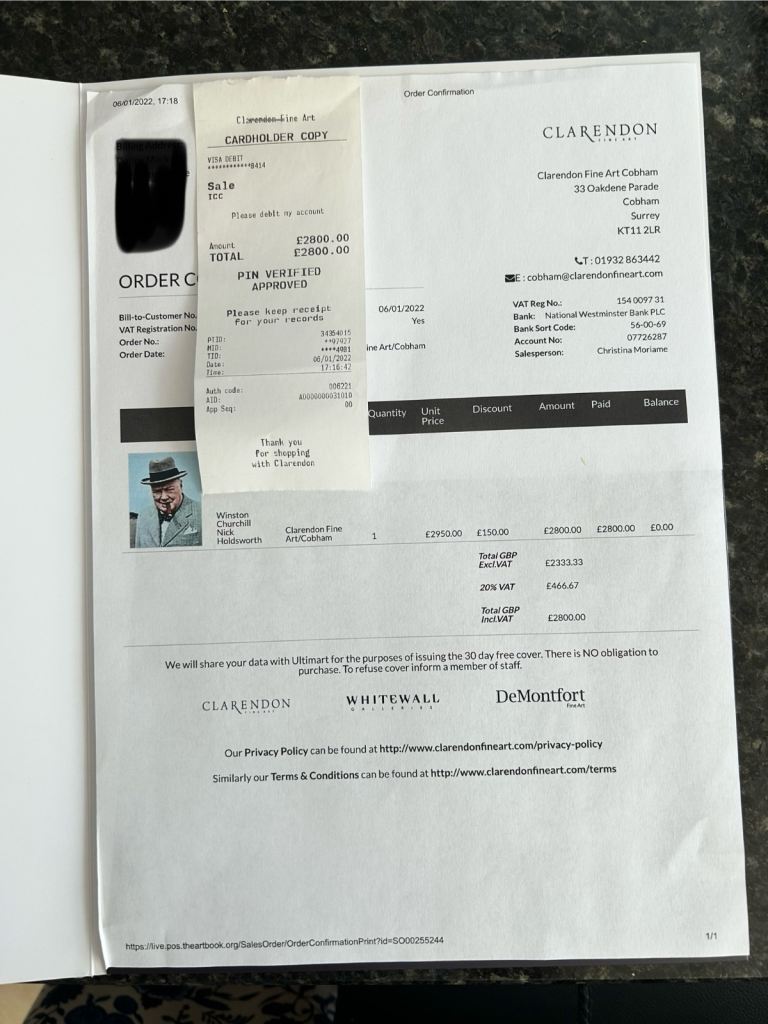 06/01/2022, 17:18
Order Confirmation
CLARENDON
FINE ART
Clarendon Fine Art Cobham
33 Oakdene Parade
Cobham
Surrey
KT11 2LR
T: 01932 863442
E: cobham@clarendonfineart.com
ORDER C
Bill-to-Customer No.
VAT Registration No.
Order No.:
Order Date:
06/01/2022
Yes
ine Art/Cobham
VAT Reg No.: 154 0097 31
Bank: National Westminster Bank PLC
Bank Sort Code: 56-00-69
Account No.: 07726287
Salesperson: Christina Moriame
Clarendon Fine Art
CARDHOLDER COPY
VISA DEBIT
************8414
Sale
ICC
Please debit my account
Amount £2800.00
TOTAL £2800.00
PIN VERIFIED
APPROVED
Please keep receipt
for your records
PTID: 34354015
MID: **97927
TID: ****4981
Date: 06/01/2022
Time: 17:16:42
Auth code: 006221
AID: A0000000031010
App Seq: 00
Thank you
for shopping
with Clarendon
Quantity Unit Price Discount Amount Paid Balance
Winston
Churchill
Nick
Holdsworth
Clarendon Fine
Art/Cobham
1 £2950.00 £150.00 £2800.00 £2800.00 £0.00
Total GBP
Excl.VAT £2333.33
20% VAT £466.67
Total GBP
Incl.VAT £2800.00
We will share your data with Ultimart for the purposes of issuing the 30 day free cover. There is NO obligation to
purchase. To refuse cover inform a member of staff.
CLARENDON
FINE ART
WHITEWALL
GALLERIES
DeMontfort
Fine Art
Our Privacy Policy can be found at http://www.clarendonfineart.com/privacy-policy
Similarly our Terms & Conditions can be found at http://www.clarendonfineart.com/terms
https://live.pos.theartbook.org/SalesOrder/OrderConfirmationPrint?id=SO00255244
1/1